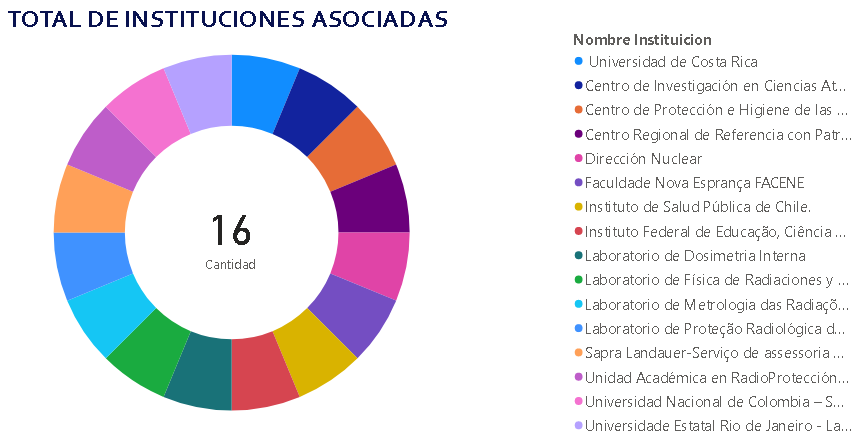 TOTAL DE INSTITUCIONES ASOCIADAS
Nombre Instituicion
Universidad de Costa Rica
Centro de Investigación en Ciencias At...
Centro de Protección e Higiene de las ...
Centro Regional de Referencia con Patr...
Dirección Nuclear
Faculdade Nova Esprança FACENE
Instituto de Salud Pública de Chile.
Instituto Federal de Educação, Ciência ...
Laboratorio de Dosimetria Interna
Laboratorio de Física de Radiaciones y ...
Laboratorio de Metrologia das Radiaçõ...
Laboratorio de Proteção Radiológica d...
Sapra Landauer-Serviço de assessoria ...
Unidad Académica en RadioProtección...
Universidad Nacional de Colombia – S...
Universidade Estatal Rio de Janeiro - La...
16
Cantidad